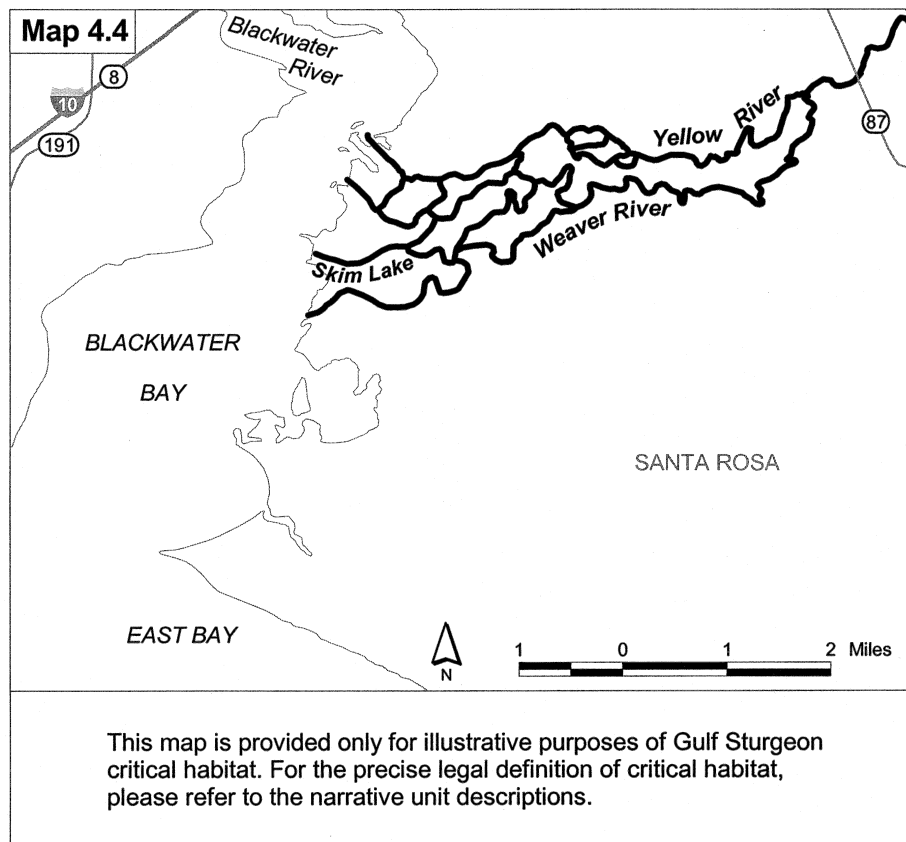 Map 4.4
Blackwater
River
8
10
191
Yellow River
87
Weaver River
Skim Lake
BLACKWATER
BAY
SANTA ROSA
EAST BAY
N
1 0 1 2 Miles
This map is provided only for illustrative purposes of Gulf Sturgeon
critical habitat. For the precise legal definition of critical habitat,
please refer to the narrative unit descriptions.